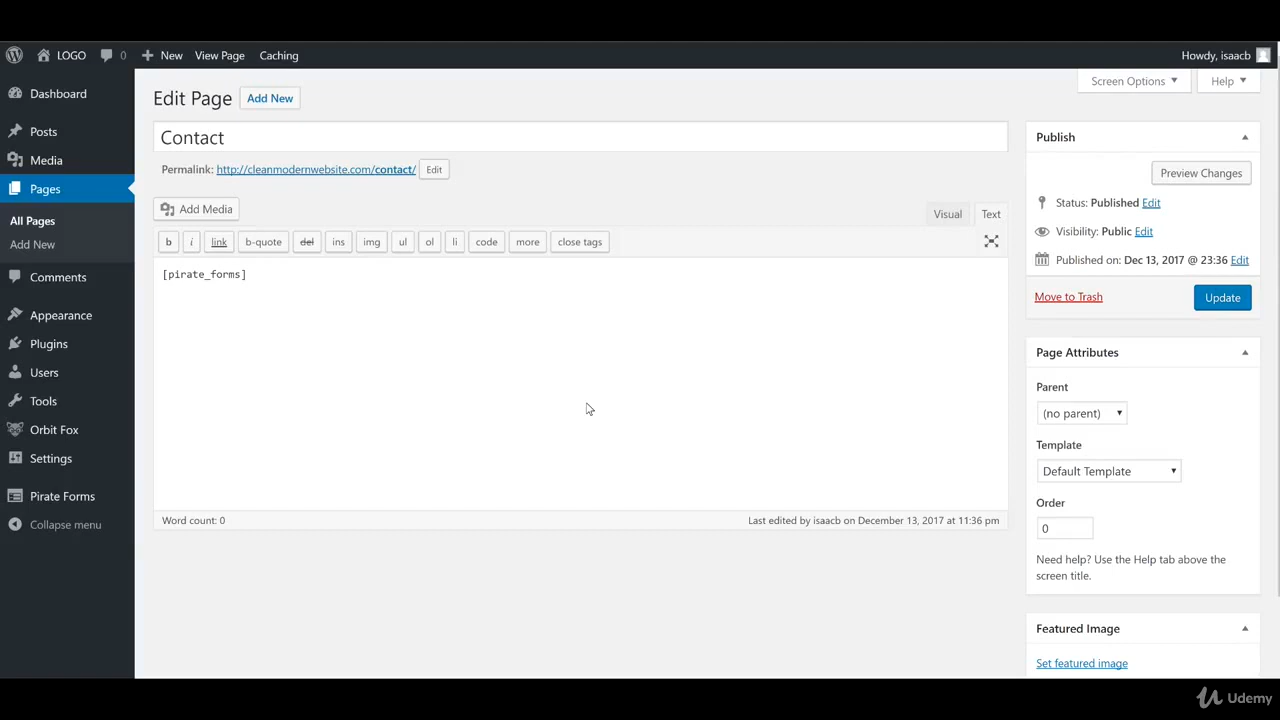 LOGO 0 New View Page Caching Howdy, isaacb
Screen Options Help
Dashboard
Posts
Media
Pages
All Pages
Add New
Comments
Appearance
Plugins
Users
Tools
Orbit Fox
Settings
Pirate Forms
Collapse menu
Edit Page Add New
Contact
Permalink: http://cleanmodernwebsite.com/contact/ Edit
Add Media
Visual Text
b i link b-quote del ins img ul ol li code more close tags
[pirate_forms]
Word count: 0 Last edited by isaacb on December 13, 2017 at 11:36 pm
Publish
Preview Changes
Status: Published Edit
Visibility: Public Edit
Published on: Dec 13, 2017 @ 23:36 Edit
Move to Trash Update
Page Attributes
Parent
(no parent)
Template
Default Template
Order
0
Need help? Use the Help tab above the
screen title.
Featured Image
Set featured image
Udemy